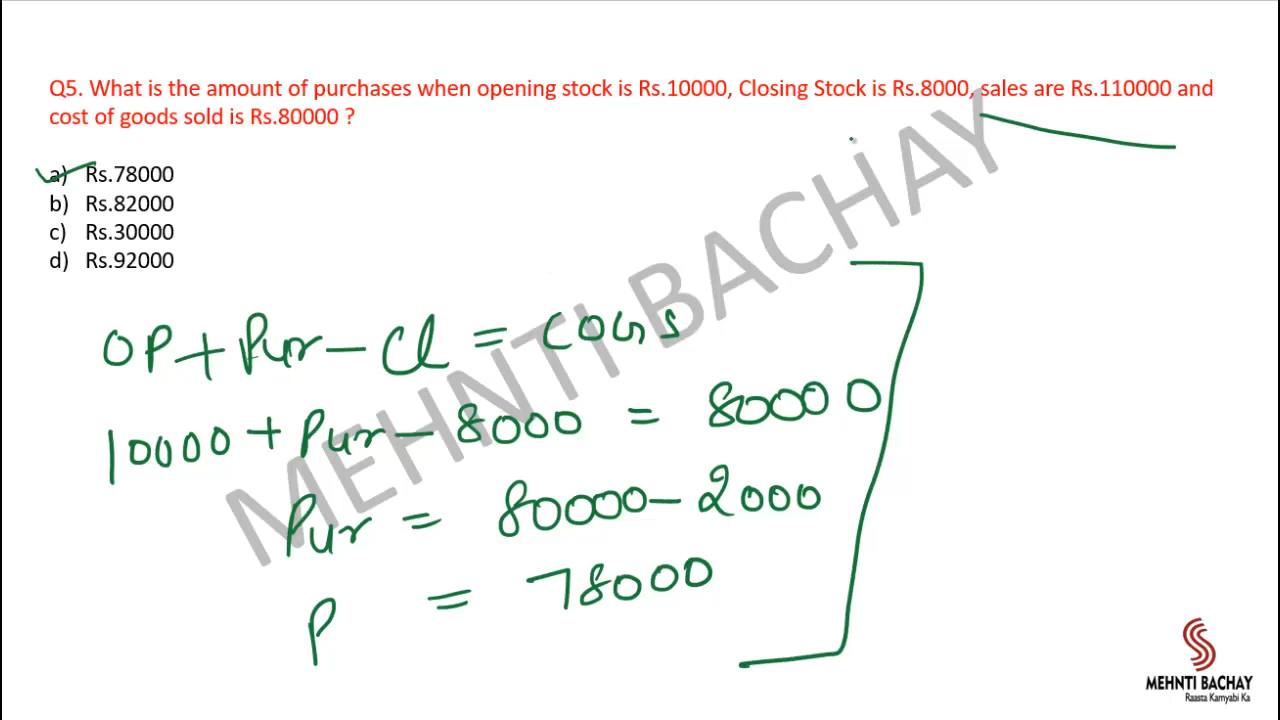 Q5. What is the amount of purchases when opening stock is Rs.10000, Closing Stock is Rs.8000, sales are Rs.110000 and
cost of goods sold is Rs.80000 ?
a) Rs.78000
b) Rs.82000
c) Rs.30000
d) Rs.92000
MEHNTI BACHAY
OP + Pur - Cl = COGS
10000 + Pur - 8000 = 80000
Pur = 80000 - 2000
P = 78000
MEHNTI BACHAY
Raasta Kamyabi Ka